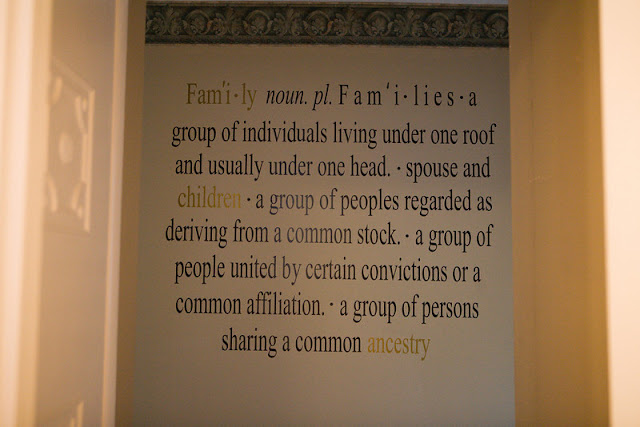 Fam'i·ly noun. pl. Fam'i·lies·a
group of individuals living under one roof
and usually under one head. · spouse and
children · a group of peoples regarded as
deriving from a common stock. · a group of
people united by certain convictions or a
common affiliation. · a group of persons
sharing a common ancestry